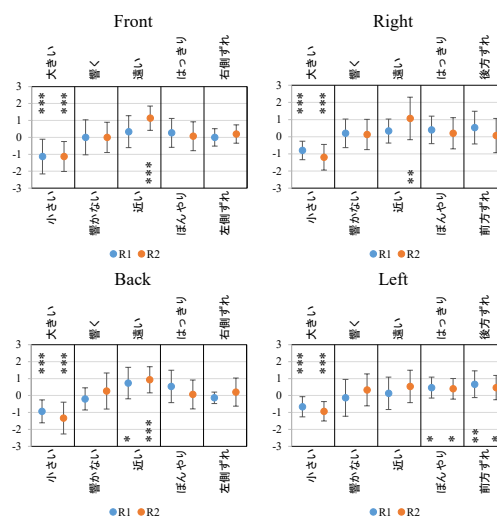 Front
大きい 響く 遠い はっきり 右側ずれ
3
2
1
0
-1
-2
-3
*** *** ***
小さい 響かない 近い ぼんやり 左側ずれ
R1 R2
Right
大きい 響く 遠い はっきり 後方ずれ
3
2
1
0
-1
-2
-3
*** *** **
小さい 響かない 近い ぼんやり 前方ずれ
R1 R2
Back
大きい 響く 遠い はっきり 右側ずれ
3
2
1
0
-1
-2
-3
*** *** * ***
小さい 響かない 近い ぼんやり 左側ずれ
R1 R2
Left
大きい 響く 遠い はっきり 後方ずれ
3
2
1
0
-1
-2
-3
*** *** * * ** *
小さい 響かない 近い ぼんやり 前方ずれ
R1 R2